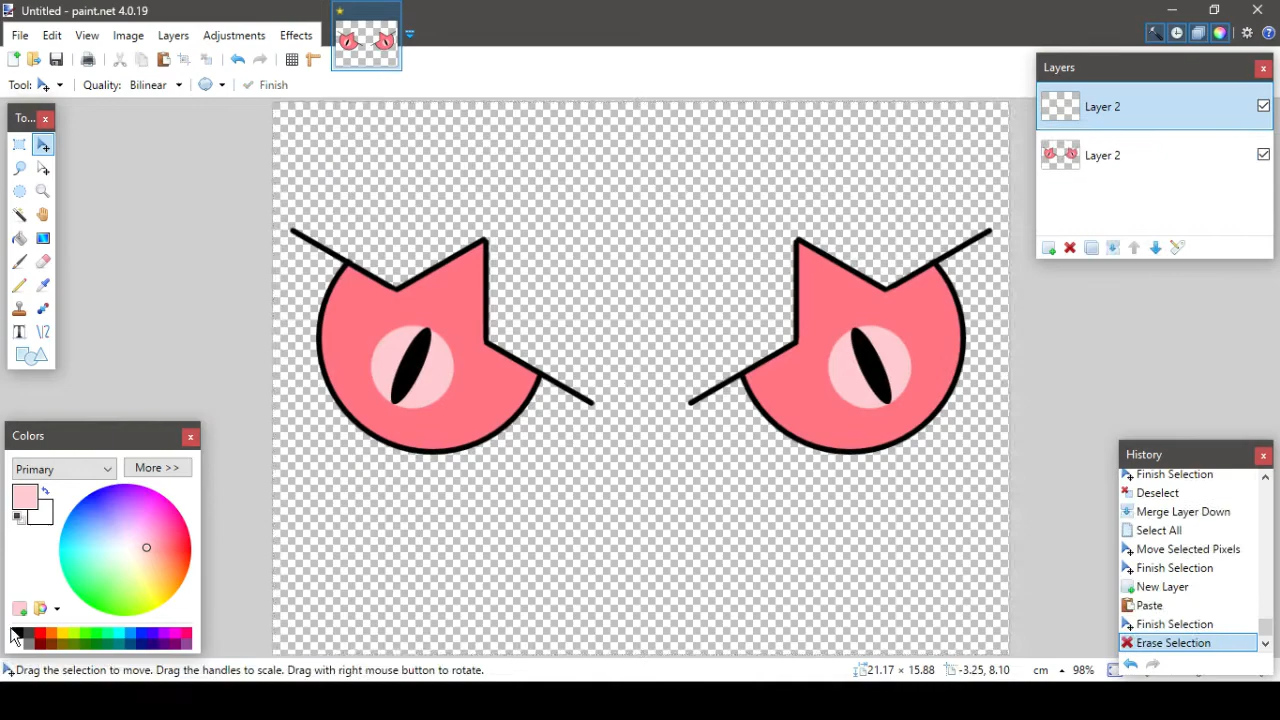 Untitled - paint.net 4.0.19
File Edit View Image Layers Adjustments Effects
Tool: Quality: Bilinear Finish
To...
Layers
Layer 2
Layer 2
Colors
Primary More >>
History
Finish Selection
Deselect
Merge Layer Down
Select All
Move Selected Pixels
Finish Selection
New Layer
Paste
Finish Selection
Erase Selection
Drag the selection to move. Drag the handles to scale. Drag with right mouse button to rotate. 21.17 × 15.88 -3.25, 8.10 cm 98%